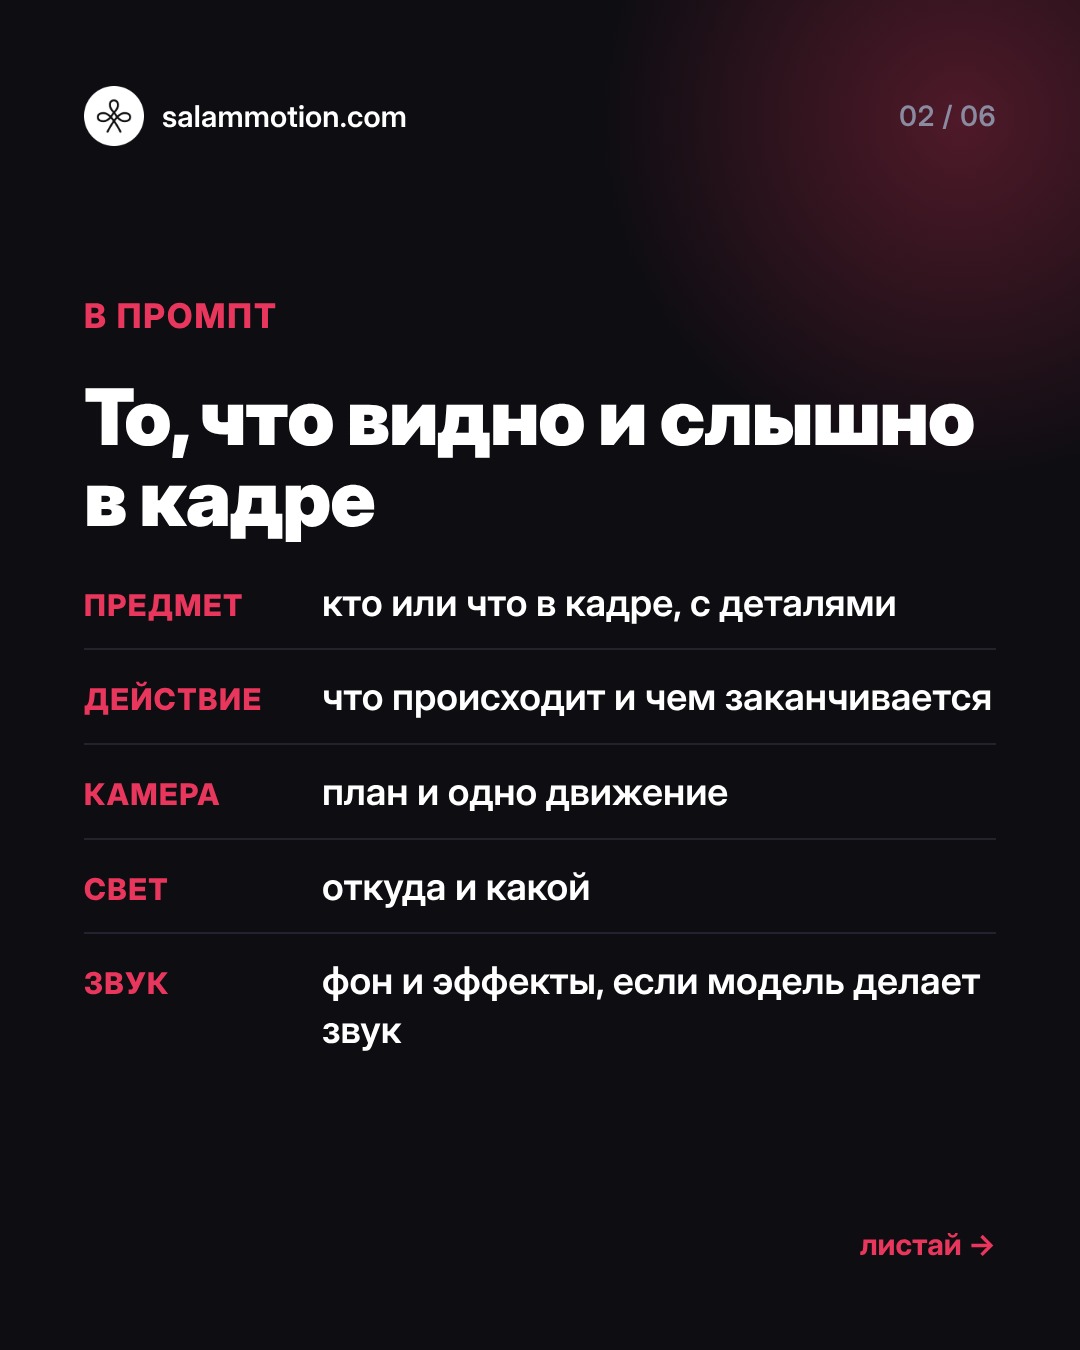 salammotion.com
02 / 06
В ПРОМПТ
То, что видно и слышно
в кадре
ПРЕДМЕТ кто или что в кадре, с деталями
ДЕЙСТВИЕ что происходит и чем заканчивается
КАМЕРА план и одно движение
СВЕТ откуда и какой
ЗВУК фон и эффекты, если модель делает
звук
листай →